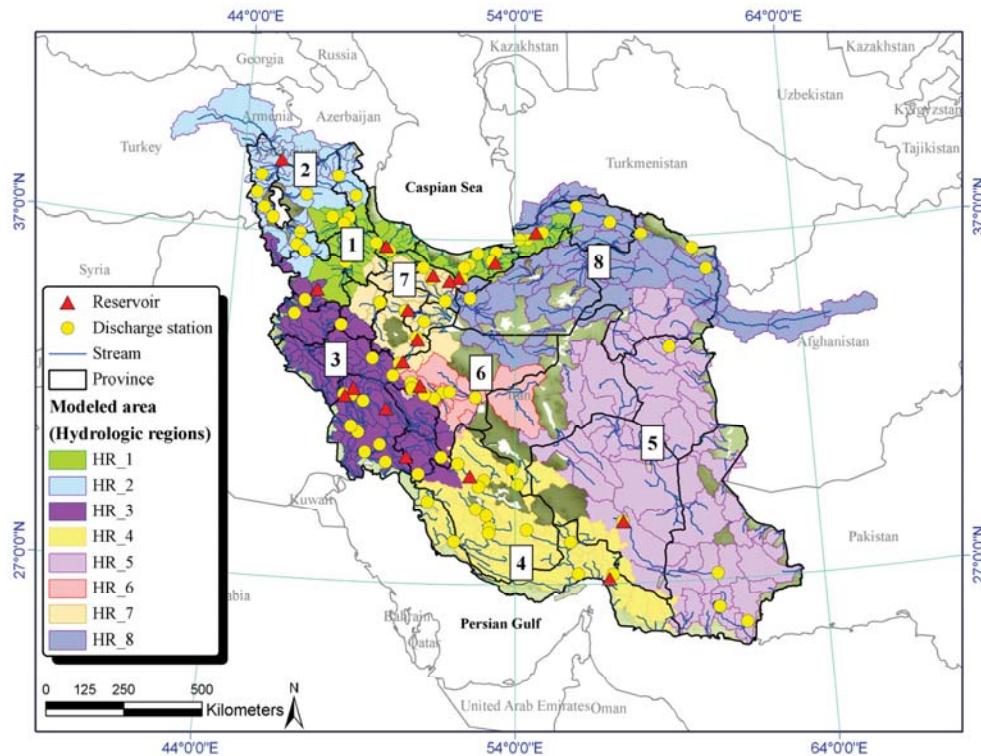 44°0'0"E
54°0'0"E
64°0'0"E
Georgia
Russia
Kazakhstan
Kazakhstan
Uzbekistan
Kyrgyzstan
Armenia
Azerbaijan
Turkey
Tajikistan
Turkmenistan
2
Caspian Sea
37°0'0"N
37°0'0"N
1
8
Syria
7
Afghanistan
3
6
Iran
5
Kuwait
Pakistan
27°0'0"N
27°0'0"N
4
Bahrain
Persian Gulf
Qatar
United Arab Emirates
Oman
Reservoir
Discharge station
Stream
Province
Modeled area
(Hydrologic regions)
HR_1
HR_2
HR_3
HR_4
HR_5
HR_6
HR_7
HR_8
0 125 250 500
Kilometers
N
44°0'0"E
54°0'0"E
64°0'0"E